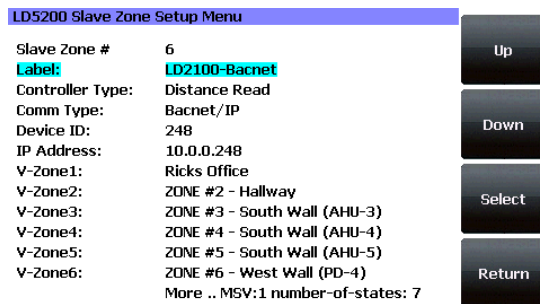 LD5200 Slave Zone Setup Menu
Slave Zone # 6
Label: LD2100-Bacnet
Controller Type: Distance Read
Comm Type: Bacnet/IP
Device ID: 248
IP Address: 10.0.0.248
V-Zone1: Ricks Office
V-Zone2: ZONE #2 - Hallway
V-Zone3: ZONE #3 - South Wall (AHU-3)
V-Zone4: ZONE #4 - South Wall (AHU-4)
V-Zone5: ZONE #5 - South Wall (AHU-5)
V-Zone6: ZONE #6 - West Wall (PD-4)
More .. MSV:1 number-of-states: 7
Up
Down
Select
Return